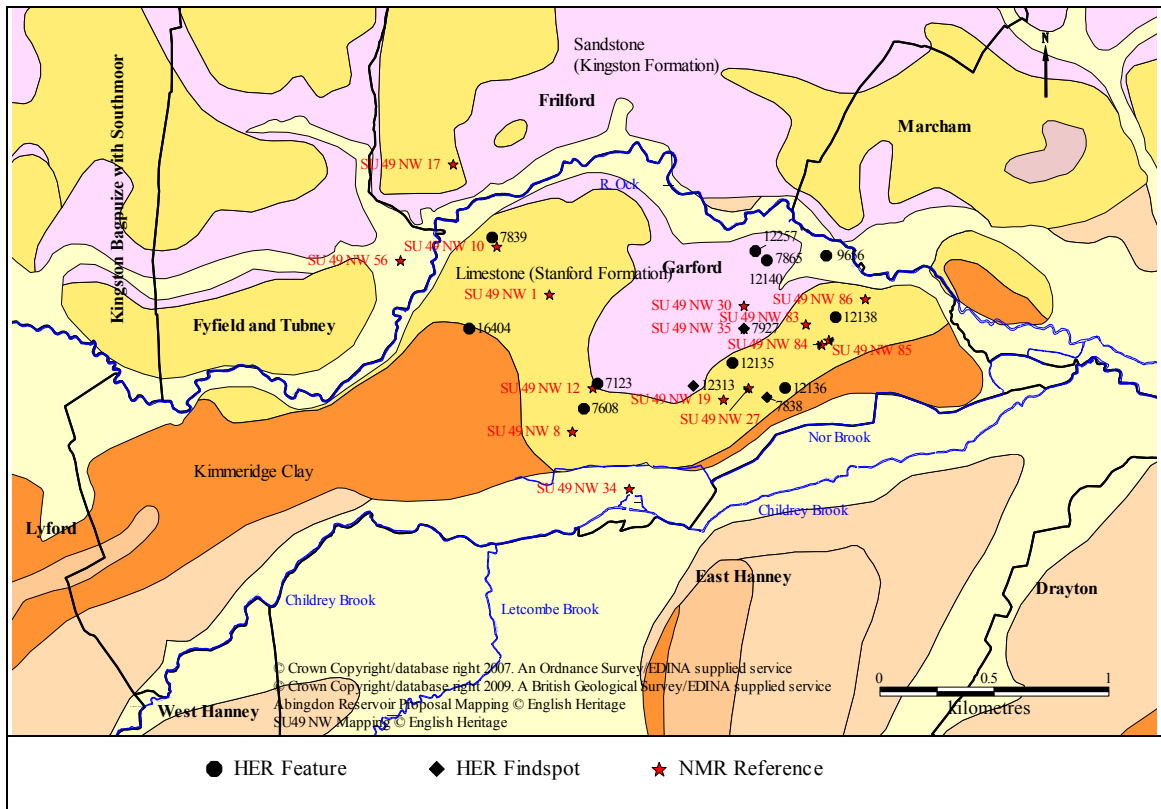 Sandstone
(Kingston Formation)
N
Frilford
Marcham
Kingston Bagpuize with Southmoor
SU 49 NW 17
R. Ock
7839
SU 49 NW 10
12257
7865
9656
SU 49 NW 56
Limestone (Stanford Formation)
Garford
12140
SU 49 NW 1
SU 49 NW 30
SU 49 NW 86
Fyfield and Tubney
16404
SU 49 NW 83
12138
SU 49 NW 35
7927
SU 49 NW 84
SU 49 NW 85
12135
SU 49 NW 12
7123
12313
12136
SU 49 NW 19
7838
7608
SU 49 NW 27
SU 49 NW 8
Nor Brook
Kimmeridge Clay
SU 49 NW 34
Childrey Brook
Lyford
East Hanney
Drayton
Childrey Brook
Letcombe Brook
© Crown Copyright/database right 2007. An Ordnance Survey/EDINA supplied service
© Crown Copyright/database right 2009. A British Geological Survey/EDINA supplied service
Abingdon Reservoir Proposal Mapping © English Heritage
SU49 NW Mapping © English Heritage
West Hanney
0 0.5 1
kilometres
HER Feature HER Findspot NMR Reference